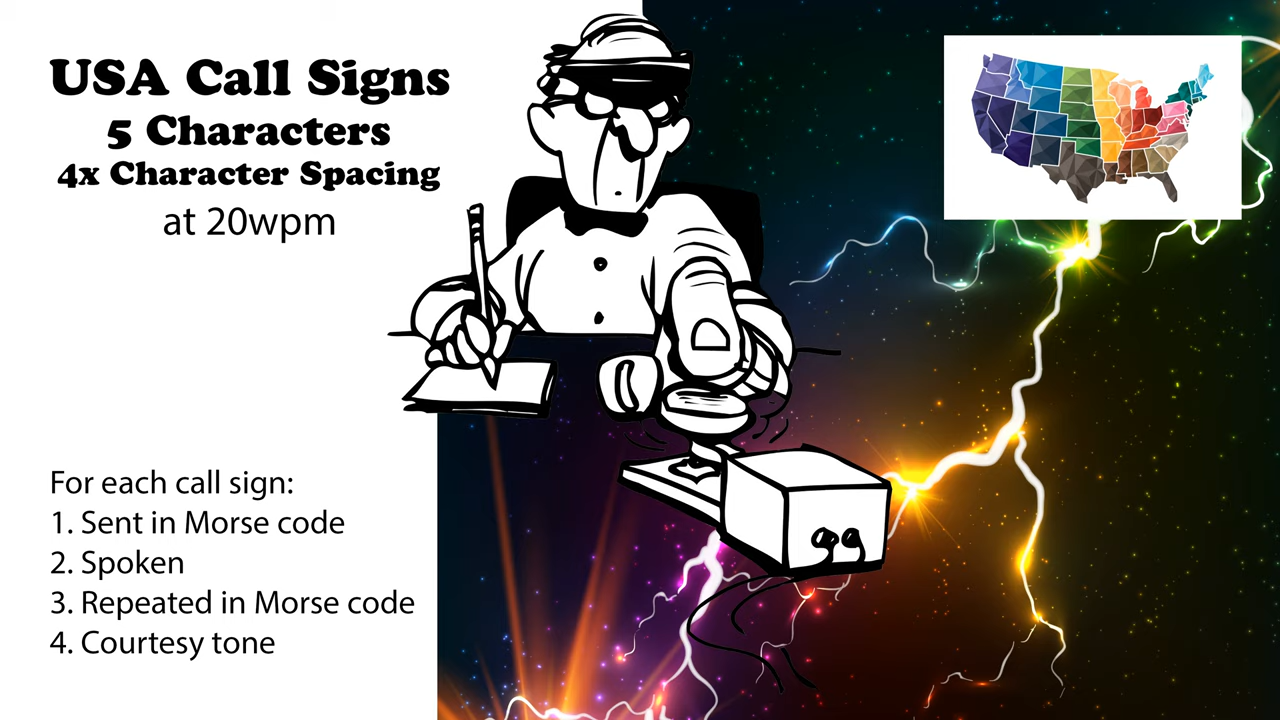 USA Call Signs
5 Characters
4x Character Spacing
at 20wpm
For each call sign:
1. Sent in Morse code
2. Spoken
3. Repeated in Morse code
4. Courtesy tone